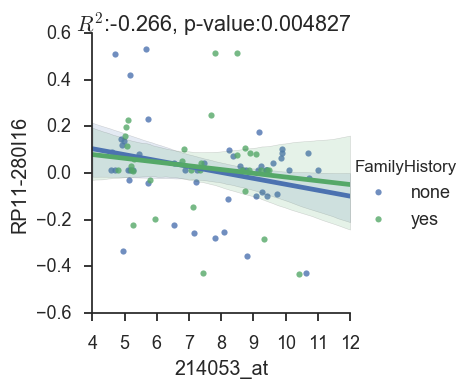 R²:-0.266, p-value:0.004827
0.6
0.4
0.2
0.0
−0.2
−0.4
−0.6
RP11-280I16
4 5 6 7 8 9 10 11 12
214053_at
FamilyHistory
none
yes